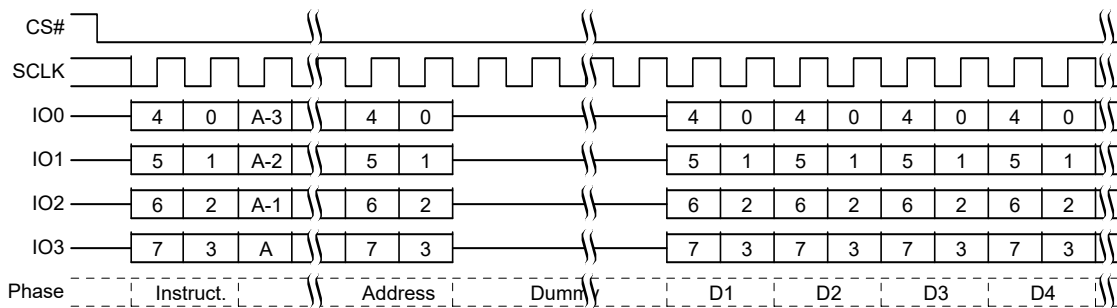 CS#
SCLK
IO0 4 0 A-3 4 0 4 0 4 0 4 0 4 0
IO1 5 1 A-2 5 1 5 1 5 1 5 1 5 1
IO2 6 2 A-1 6 2 6 2 6 2 6 2 6 2
IO3 7 3 A 7 3 7 3 7 3 7 3 7 3
Phase Instruct. Address Dummy D1 D2 D3 D4